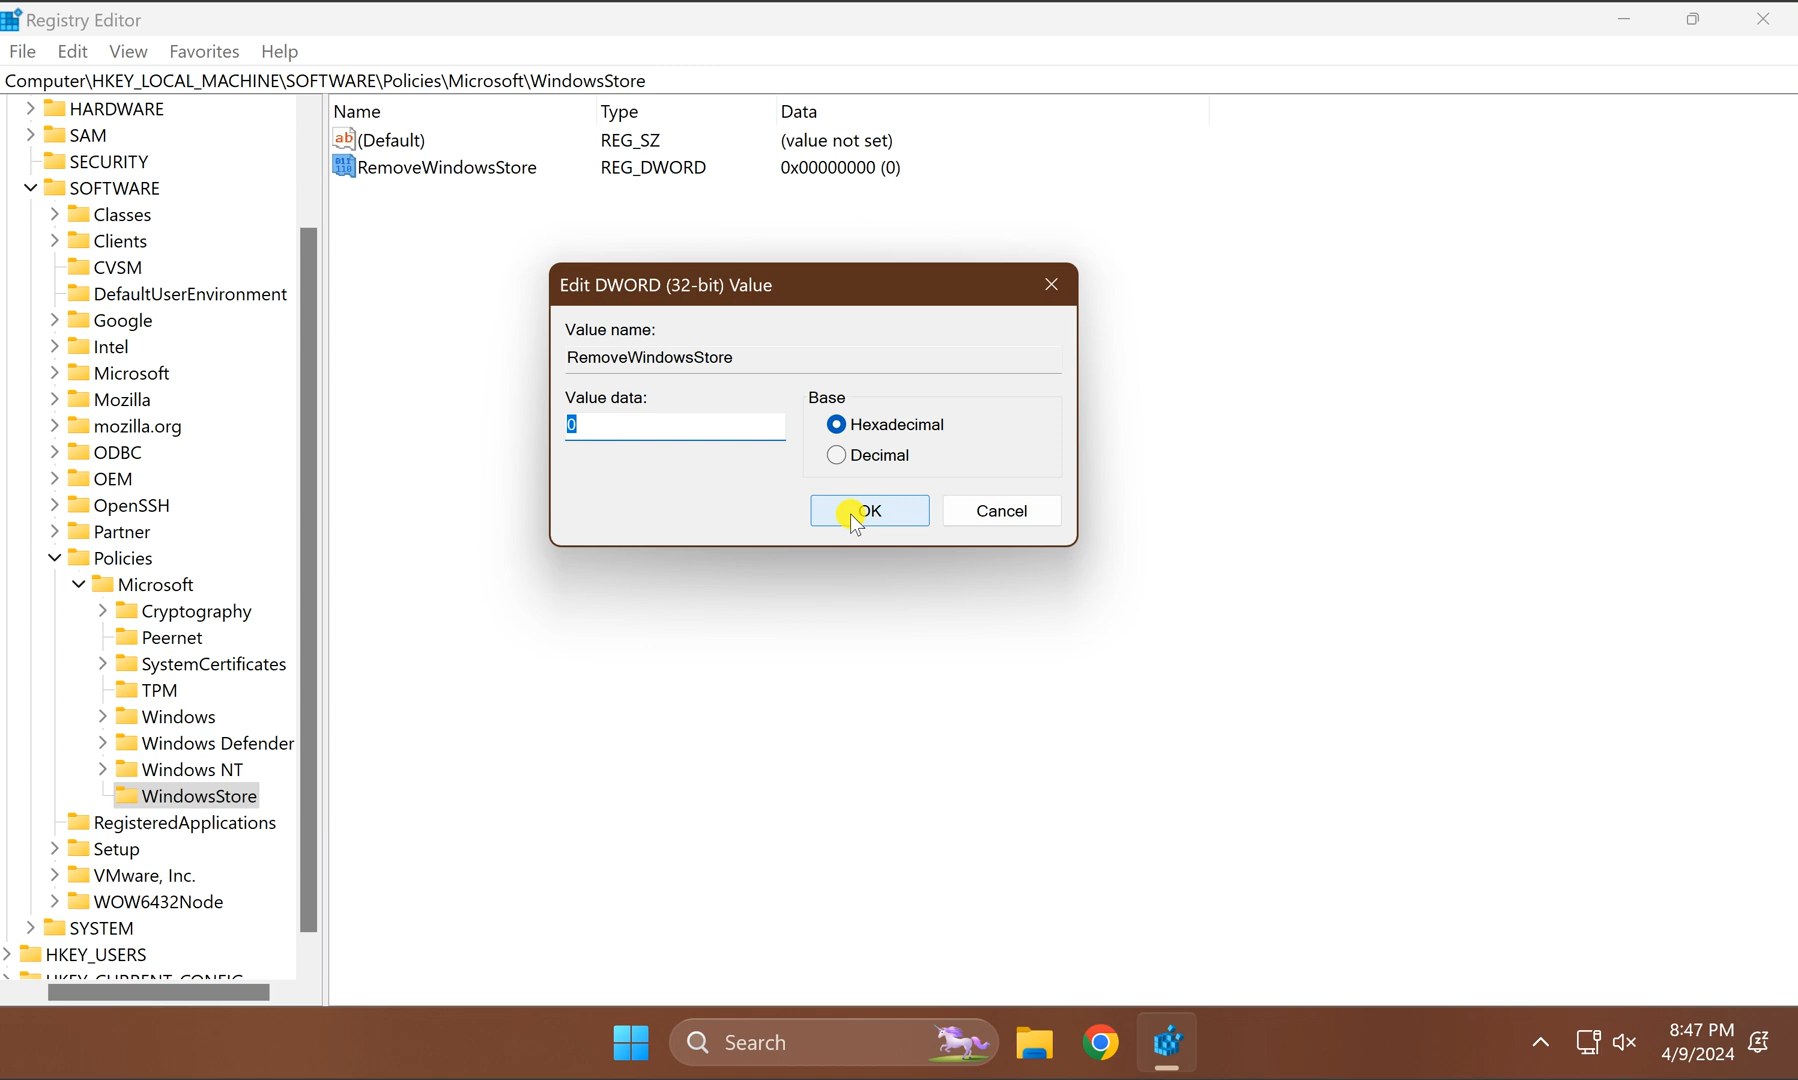 Registry Editor
File Edit View Favorites Help
Computer\HKEY_LOCAL_MACHINE\SOFTWARE\Policies\Microsoft\WindowsStore
HARDWARE
SAM
SECURITY
SOFTWARE
Classes
Clients
CVSM
DefaultUserEnvironment
Google
Intel
Microsoft
Mozilla
mozilla.org
ODBC
OEM
OpenSSH
Partner
Policies
Microsoft
Cryptography
Peernet
SystemCertificates
TPM
Windows
Windows Defender
Windows NT
WindowsStore
RegisteredApplications
Setup
VMware, Inc.
WOW6432Node
SYSTEM
HKEY_USERS
HKEY_CURRENT_CONFIG
Name Type Data
(Default) REG_SZ (value not set)
RemoveWindowsStore REG_DWORD 0x00000000 (0)
Edit DWORD (32-bit) Value
Value name:
RemoveWindowsStore
Value data:
0
Base
Hexadecimal
Decimal
OK Cancel
Search
8:47 PM
4/9/2024